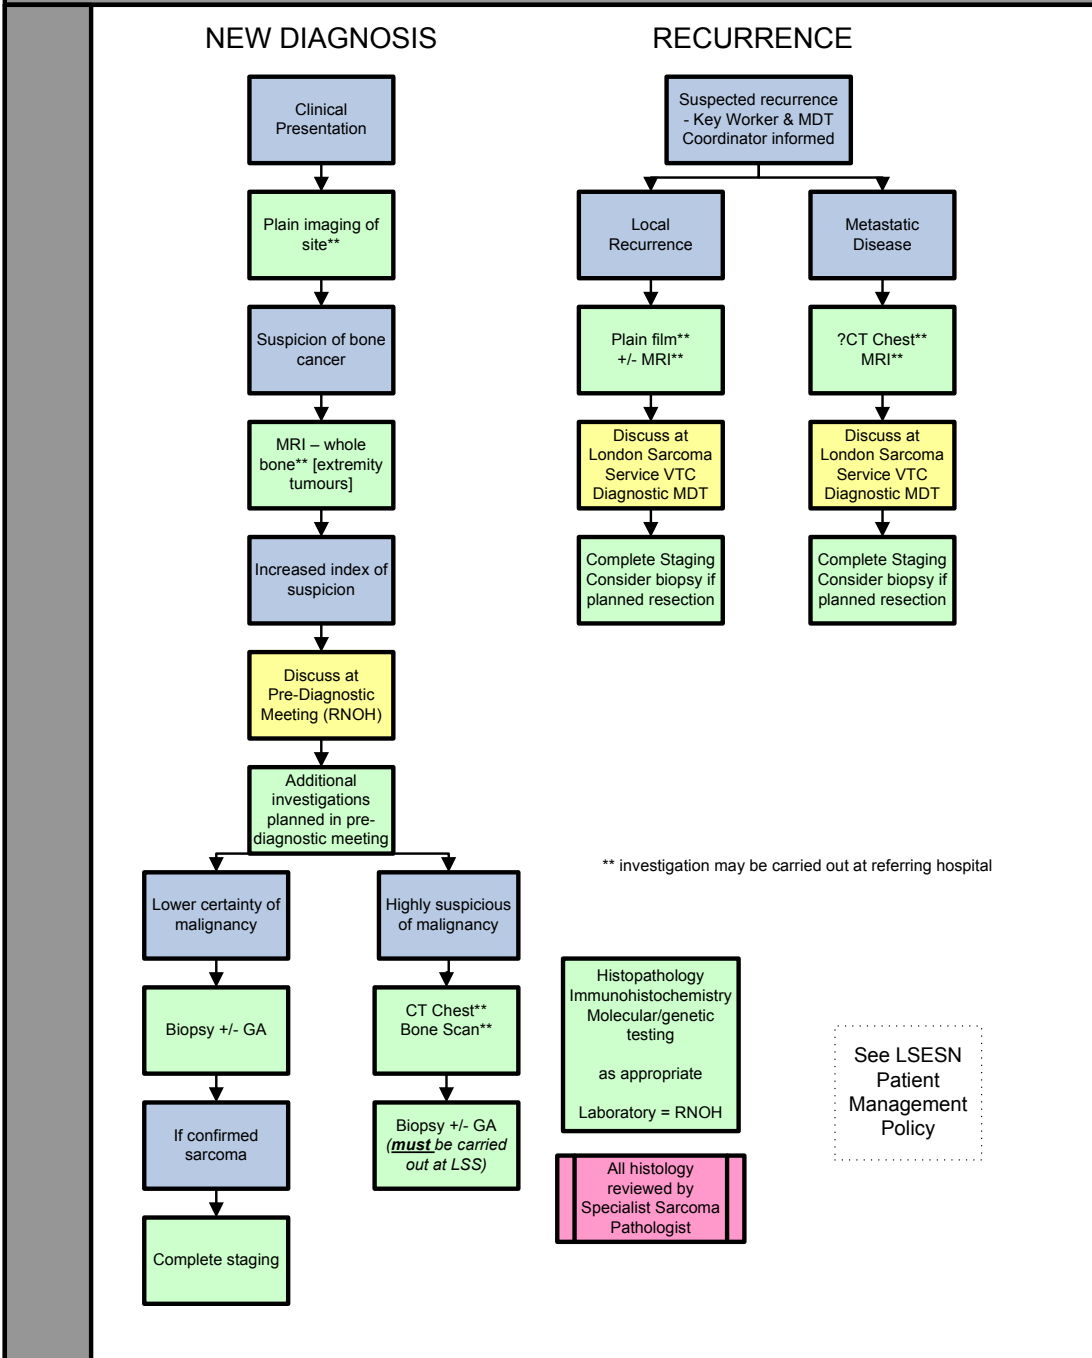 NEW DIAGNOSIS
Clinical
Presentation
Plain imaging of
site**
Suspicion of bone
cancer
MRI – whole
bone** [extremity
tumours]
Increased index of
suspicion
Discuss at
Pre-Diagnostic
Meeting (RNOH)
Additional
investigations
planned in pre-
diagnostic meeting
Lower certainty of
malignancy
Biopsy +/- GA
If confirmed
sarcoma
Complete staging
Highly suspicious
of malignancy
CT Chest**
Bone Scan**
Biopsy +/- GA
(must be carried
out at LSS)
RECURRENCE
Suspected recurrence
- Key Worker & MDT
Coordinator informed
Local
Recurrence
Plain film**
+/- MRI**
Discuss at
London Sarcoma
Service VTC
Diagnostic MDT
Complete Staging
Consider biopsy if
planned resection
Metastatic
Disease
?CT Chest**
MRI**
Discuss at
London Sarcoma
Service VTC
Diagnostic MDT
Complete Staging
Consider biopsy if
planned resection
** investigation may be carried out at referring hospital
Histopathology
Immunohistochemistry
Molecular/genetic
testing
as appropriate
Laboratory = RNOH
All histology
reviewed by
Specialist Sarcoma
Pathologist
See LSESN
Patient
Management
Policy